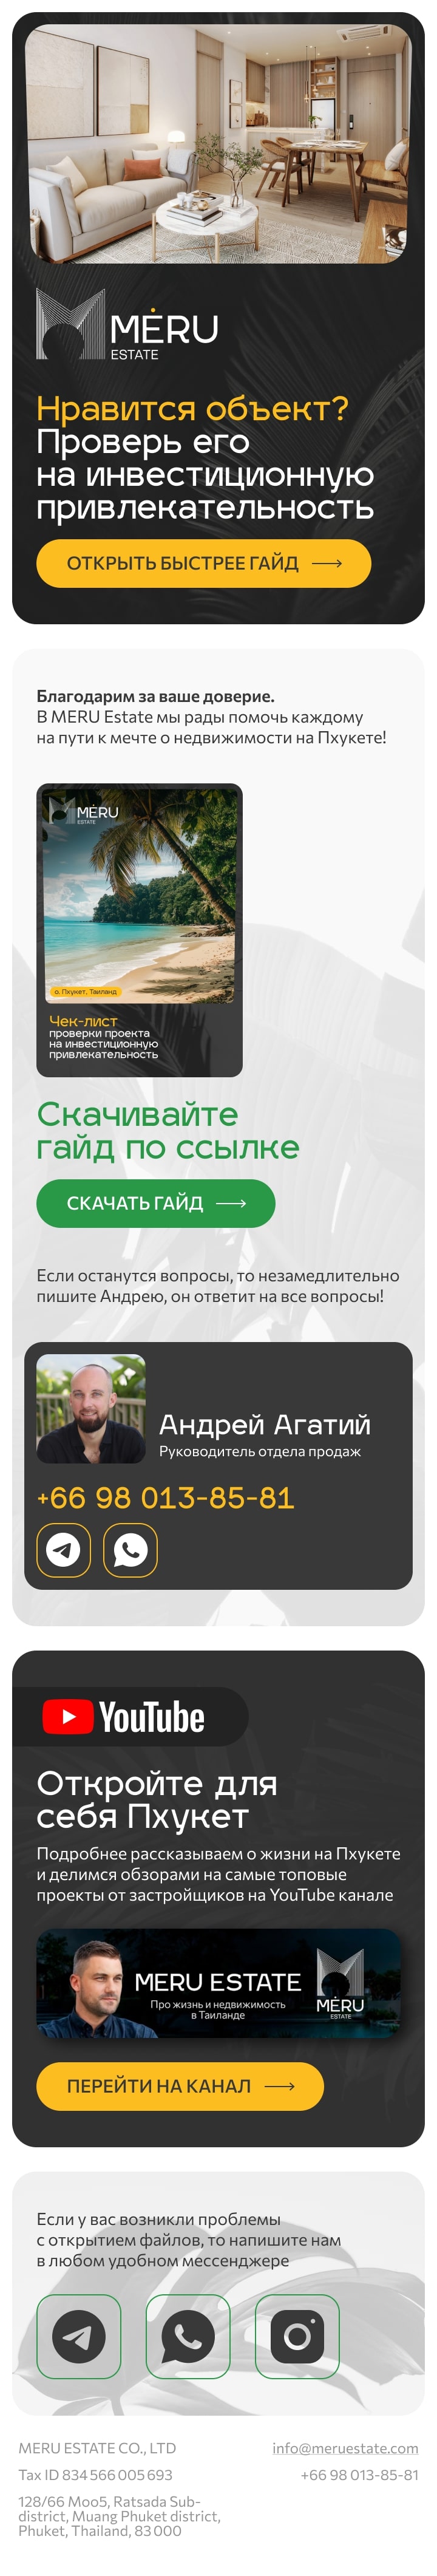 MĖRU
ESTATE
Нравится объект?
Проверь его
на инвестиционную
привлекательность
ОТКРЫТЬ БЫСТРЕЕ ГАЙД
Благодарим за ваше доверие.
В MERU Estate мы рады помочь каждому
на пути к мечте о недвижимости на Пхукете!
MĖRU
ESTATE
о. Пхукет, Таиланд
Чек-лист
проверки проекта
на инвестиционную
привлекательность
Скачивайте
гайд по ссылке
СКАЧАТЬ ГАЙД
Если останутся вопросы, то незамедлительно
пишите Андрею, он ответит на все вопросы!
Андрей Агатий
Руководитель отдела продаж
+66 98 013-85-81
YouTube
Откройте для
себя Пхукет
Подробнее рассказываем о жизни на Пхукете
и делимся обзорами на самые топовые
проекты от застройщиков на YouTube канале
MERU ESTATE
Про жизнь и недвижимость
в Таиланде
MĖRU
ESTATE
ПЕРЕЙТИ НА КАНАЛ
Если у вас возникли проблемы
с открытием файлов, то напишите нам
в любом удобном мессенджере
MERU ESTATE CO., LTD
info@meruestate.com
Tax ID 834 566 005 693
+66 98 013-85-81
128/66 Moo5, Ratsada Sub-
district, Muang Phuket district,
Phuket, Thailand, 83 000